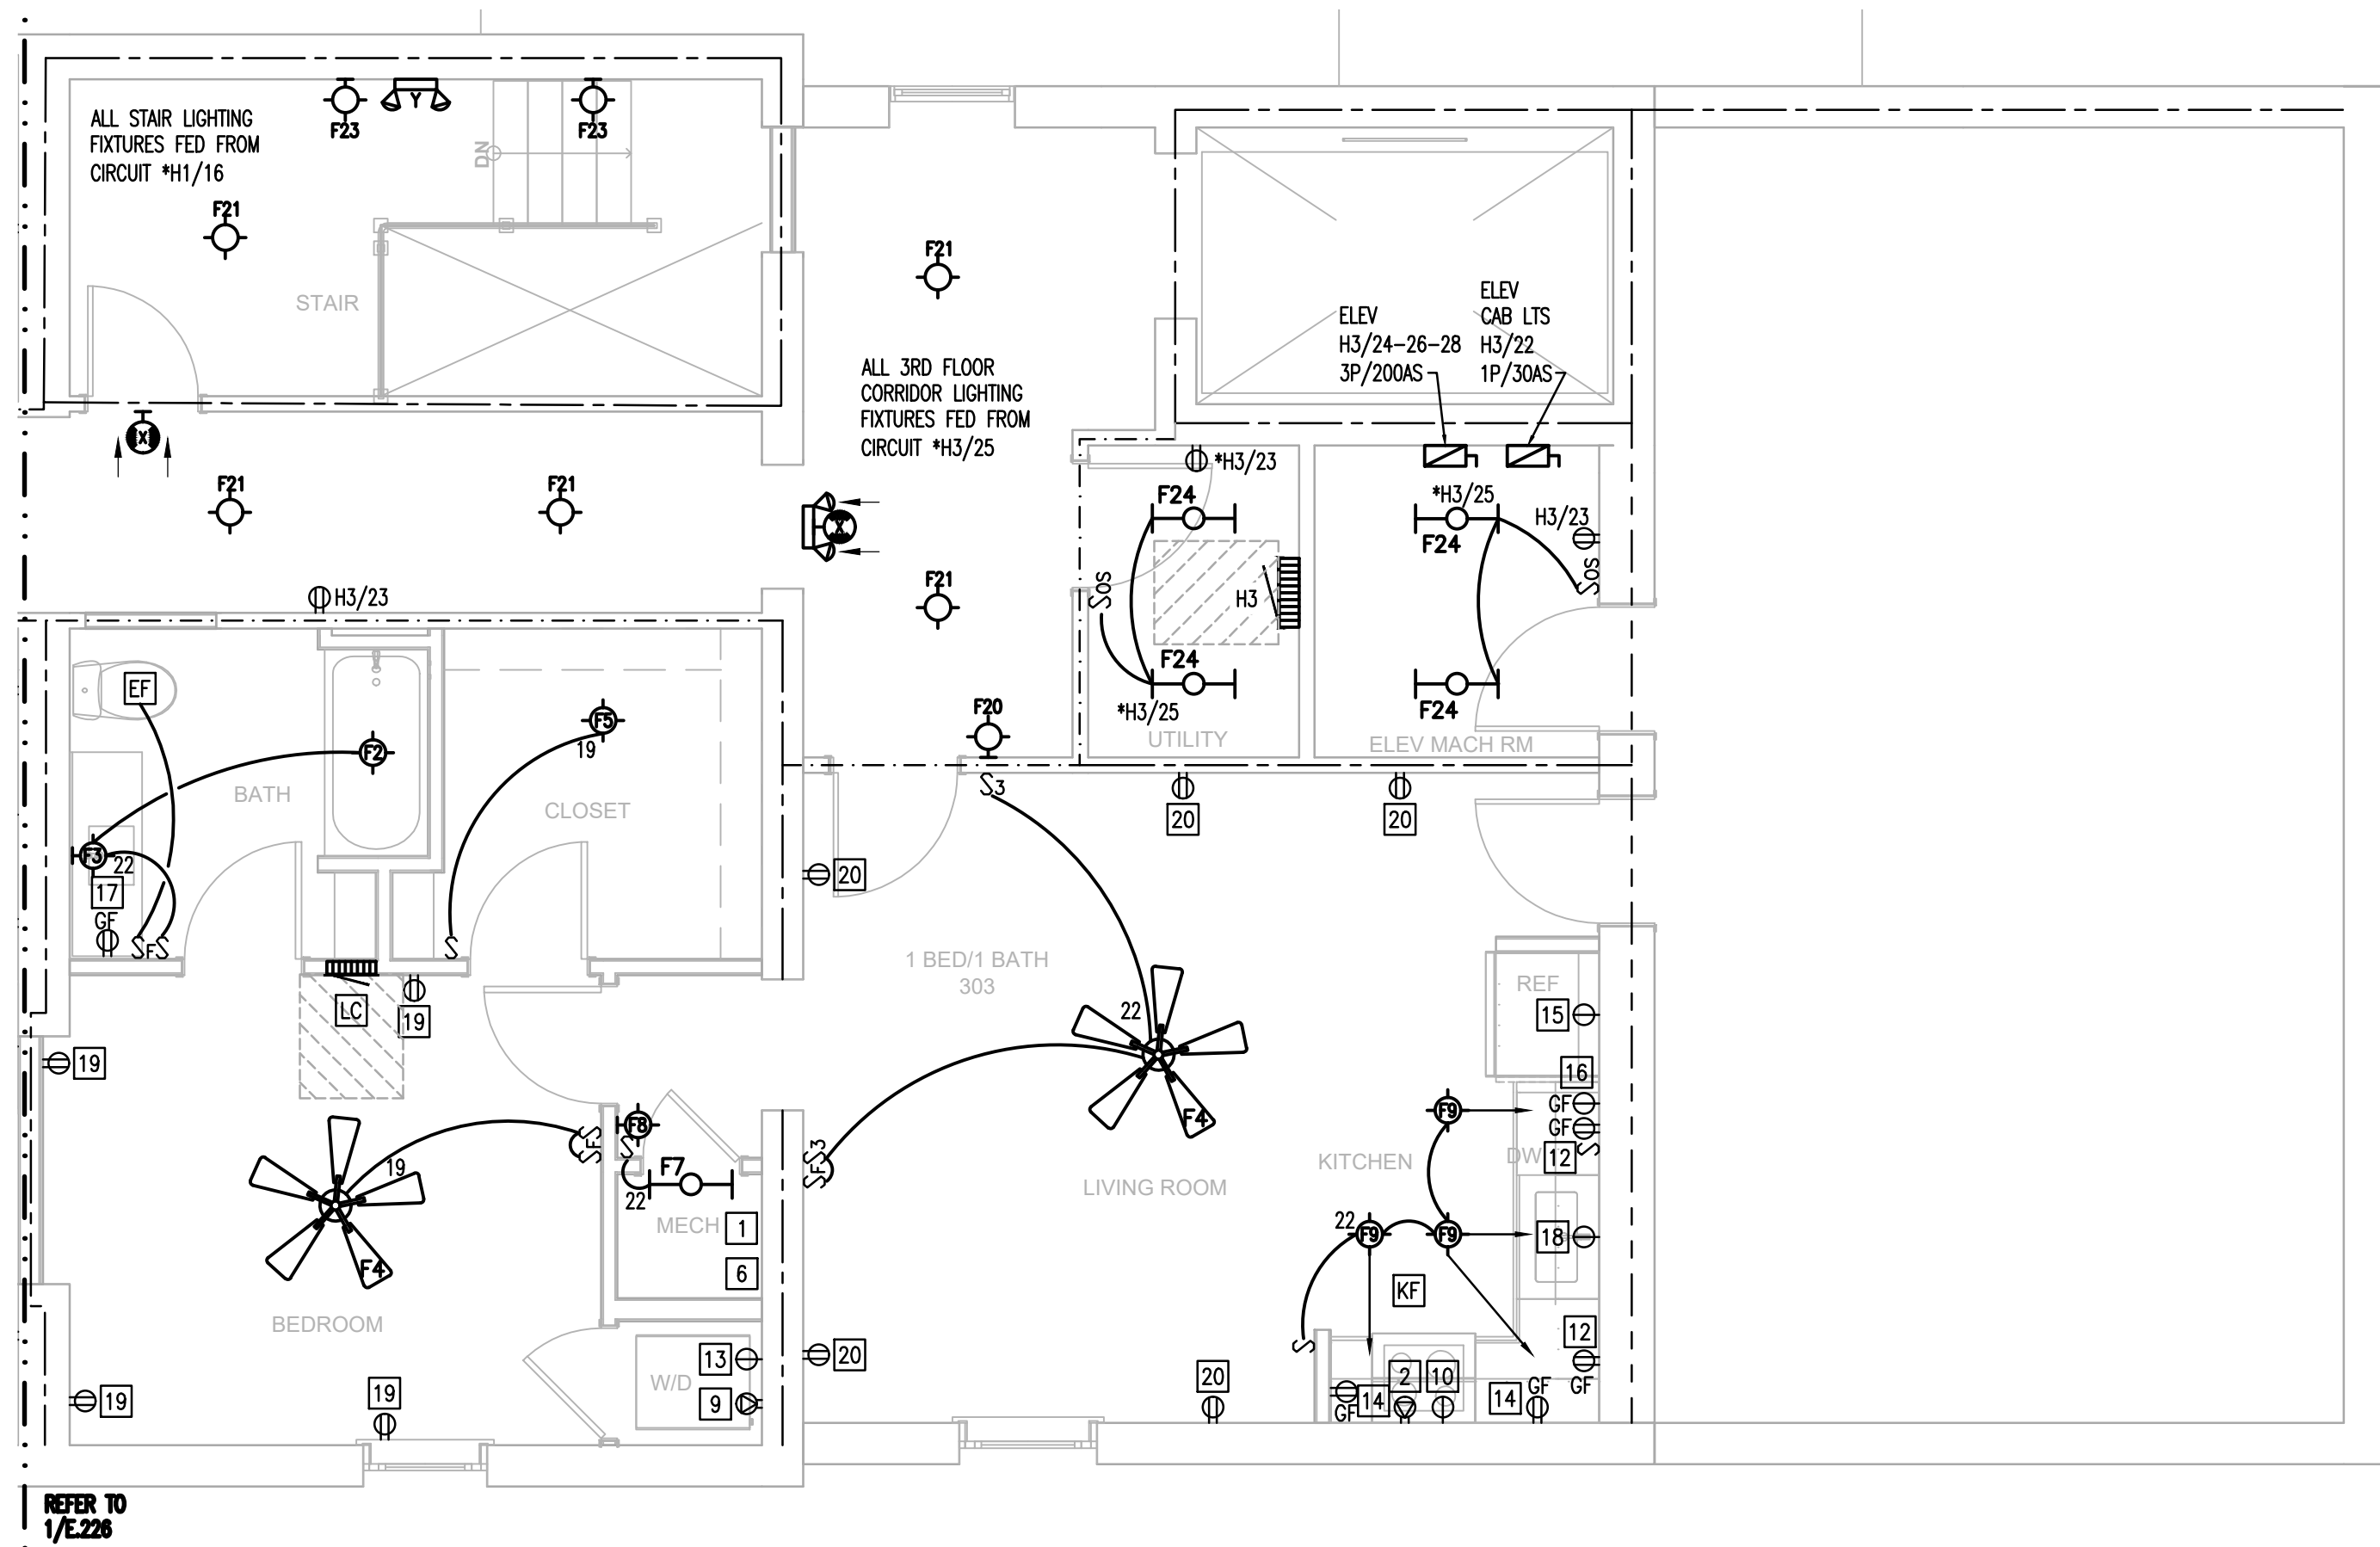 ALL STAIR LIGHTING
FIXTURES FED FROM
CIRCUIT *H1/16
F23
Y
F23
DN
F21
STAIR
F21
ELEV
H3/24-26-28
3P/200AS
ELEV
CAB LTS
H3/22
1P/30AS
ALL 3RD FLOOR
CORRIDOR LIGHTING
FIXTURES FED FROM
CIRCUIT *H3/25
X
F21
F21
X
*H3/23
F24
*H3/25
F24
H3/23
SOS
SOS
H3
F21
H3/23
F24
*H3/25
F24
UTILITY
ELEV MACH RM
EF
F2
F5
19
BATH
CLOSET
F20
S3
20
20
20
F3
22
17
GF
SFS
S
LC
19
19
1 BED/1 BATH
303
22
F4
REF
15
16
GF
GF
S
12
DW
F9
KITCHEN
LIVING ROOM
F8
S
F7
22
MECH
1
6
SFS
19
F4
BEDROOM
SFS3
22
F9
F9
18
KF
S
12
GF
13
W/D
9
20
20
19
19
14
GF
2
10
14
GF
REFER TO
1/E.226